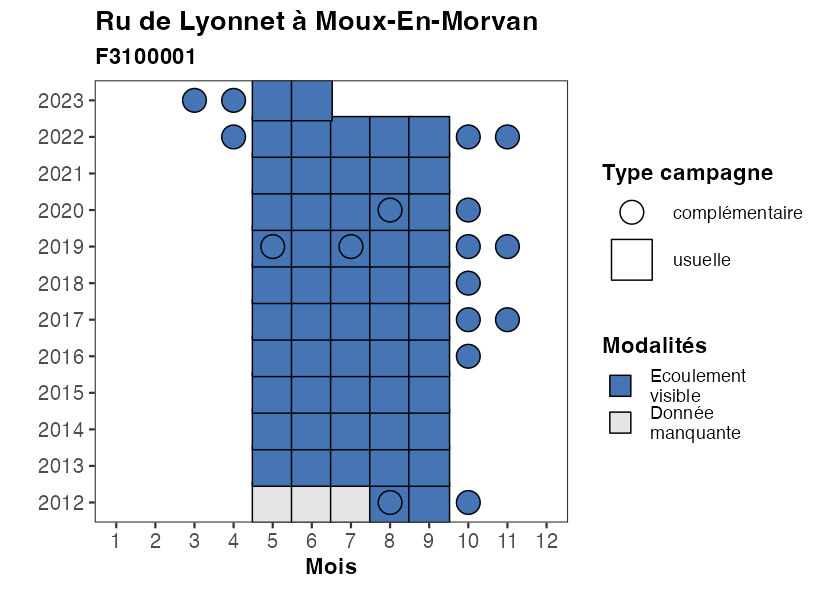 Ru de Lyonnet à Moux-En-Morvan
F3100001
2023
2022
2021
2020
2019
2018
2017
2016
2015
2014
2013
2012
1 2 3 4 5 6 7 8 9 10 11 12
Mois
Type campagne
complémentaire
usuelle
Modalités
Ecoulement
visible
Donnée
manquante